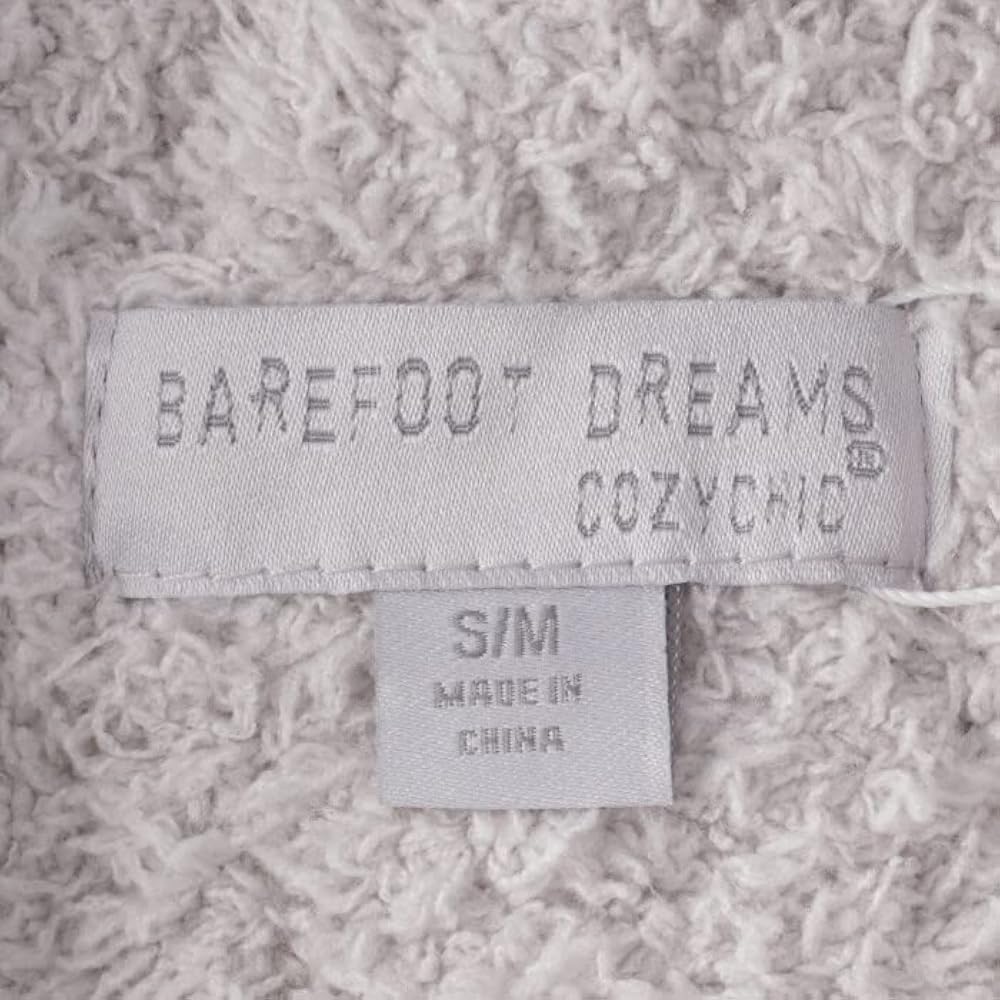 BAREFOOT DREAMS
COZYCHIC®
S/M
MADE IN
CHINA